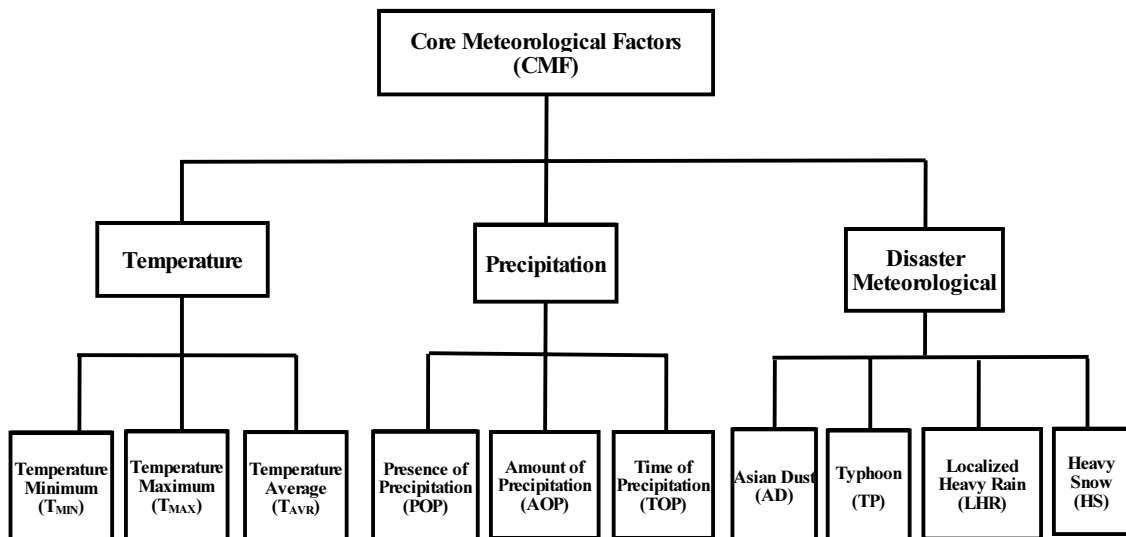 Core Meteorological Factors
(CMF)
Temperature
Precipitation
Disaster
Meteorological
Temperature
Minimum
(TMIN)
Temperature
Maximum
(TMAX)
Temperature
Average
(TAVR)
Presence of
Precipitation
(POP)
Amount of
Precipitation
(AOP)
Time of
Precipitation
(TOP)
Asian Dust
(AD)
Typhoon
(TP)
Localized
Heavy Rain
(LHR)
Heavy
Snow
(HS)